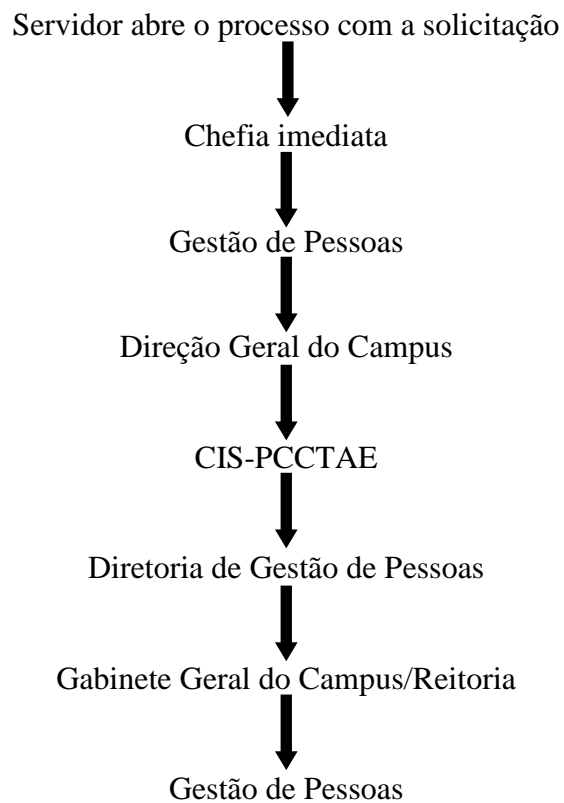 Servidor abre o processo com a solicitação
Chefia imediata
Gestão de Pessoas
Direção Geral do Campus
CIS-PCCTAE
Diretoria de Gestão de Pessoas
Gabinete Geral do Campus/Reitoria
Gestão de Pessoas